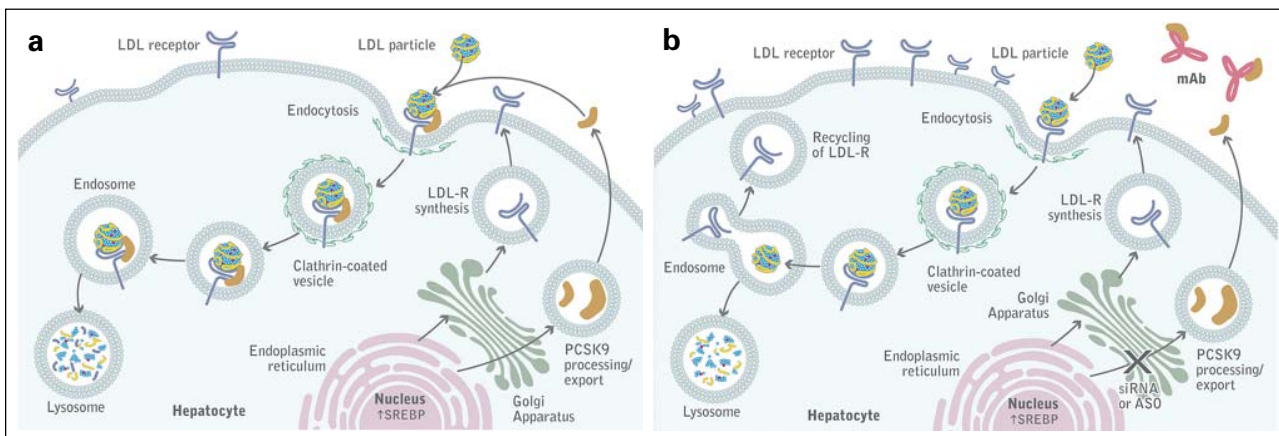 a
LDL receptor
LDL particle
Endocytosis
Endosome
LDL-R
synthesis
Clathrin-coated
vesicle
Endoplasmic
reticulum
PCSK9
processing/
export
Lysosome
Hepatocyte
Nucleus
↑SREBP
Golgi
Apparatus
b
LDL receptor
LDL particle
mAb
Endocytosis
Recycling
of LDL-R
LDL-R
synthesis
Endosome
Clathrin-coated
vesicle
Golgi
Apparatus
Endoplasmic
reticulum
PCSK9
processing/
export
siRNA
or ASO
Lysosome
Hepatocyte
Nucleus
↑SREBP